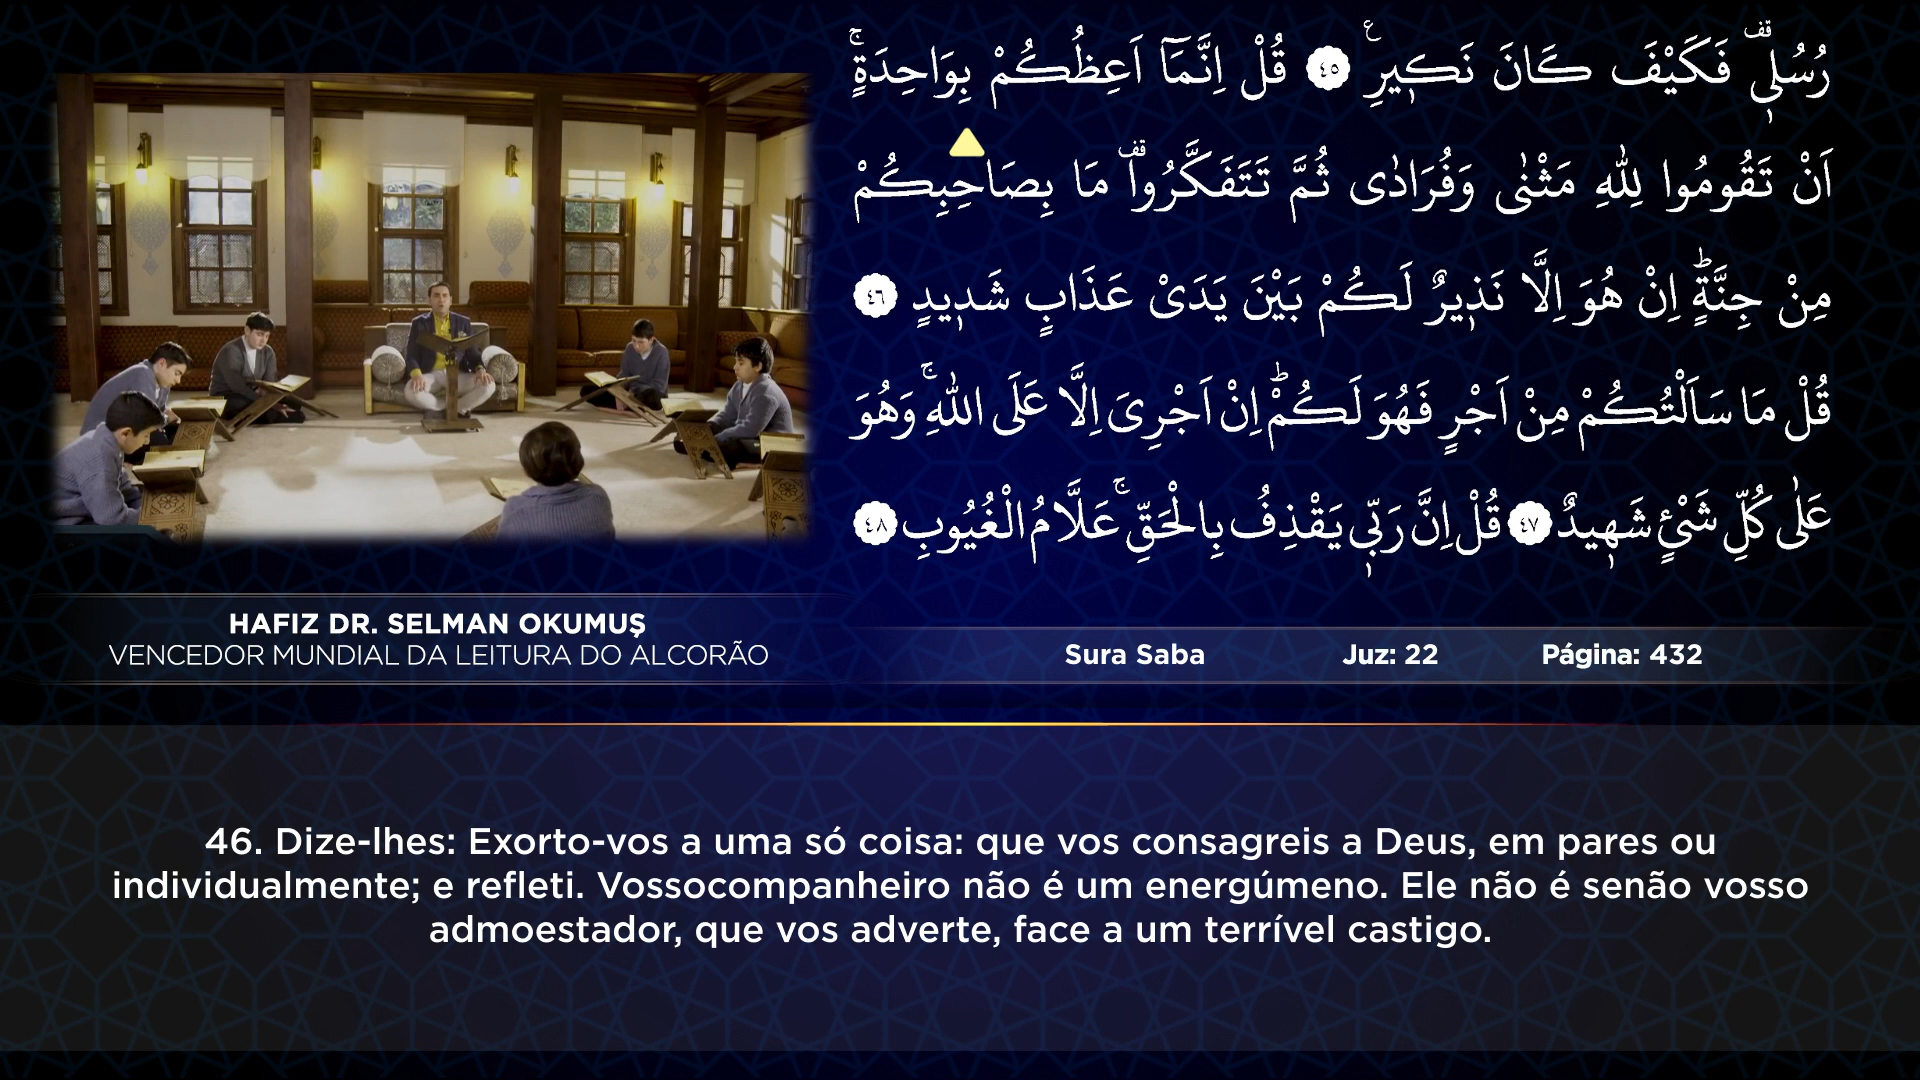 رُسُلٖيࣞ فَكَيْفَ كَانَ نَكٖيرِࣖ ﴿٤٥﴾ قُلْ اِنَّمَٓا اَعِظُكُمْ بِوَاحِدَةٍۚ
اَنْ تَقُومُوا لِلّٰهِ مَثْنٰى وَفُرَادٰى ثُمَّ تَتَفَكَّرُواࣞ مَا بِصَاحِبِكُمْ
مِنْ جِنَّةٍۜ اِنْ هُوَ اِلَّا نَذٖيرٌ لَكُمْ بَيْنَ يَدَىْ عَذَابٍ شَدٖيدٍ ﴿٤٦﴾
قُلْ مَا سَاَلْتُكُمْ مِنْ اَجْرٍ فَهُوَ لَكُمْۜ اِنْ اَجْرِىَ اِلَّا عَلَى اللّٰهِۚ وَهُوَ
عَلٰى كُلِّ شَىْءٍ شَهٖيدٌ ﴿٤٧﴾ قُلْ اِنَّ رَبّٖي يَقْذِفُ بِالْحَقِّۚ عَلَّامُ الْغُيُوبِ ﴿٤٨﴾
HAFIZ DR. SELMAN OKUMUŞ
VENCEDOR MUNDIAL DA LEITURA DO ALCORÃO
Sura Saba Juz: 22 Página: 432
46. Dize-lhes: Exorto-vos a uma só coisa: que vos consagreis a Deus, em pares ou
individualmente; e refleti. Vossocompanheiro não é um energúmeno. Ele não é senão vosso
admoestador, que vos adverte, face a um terrível castigo.